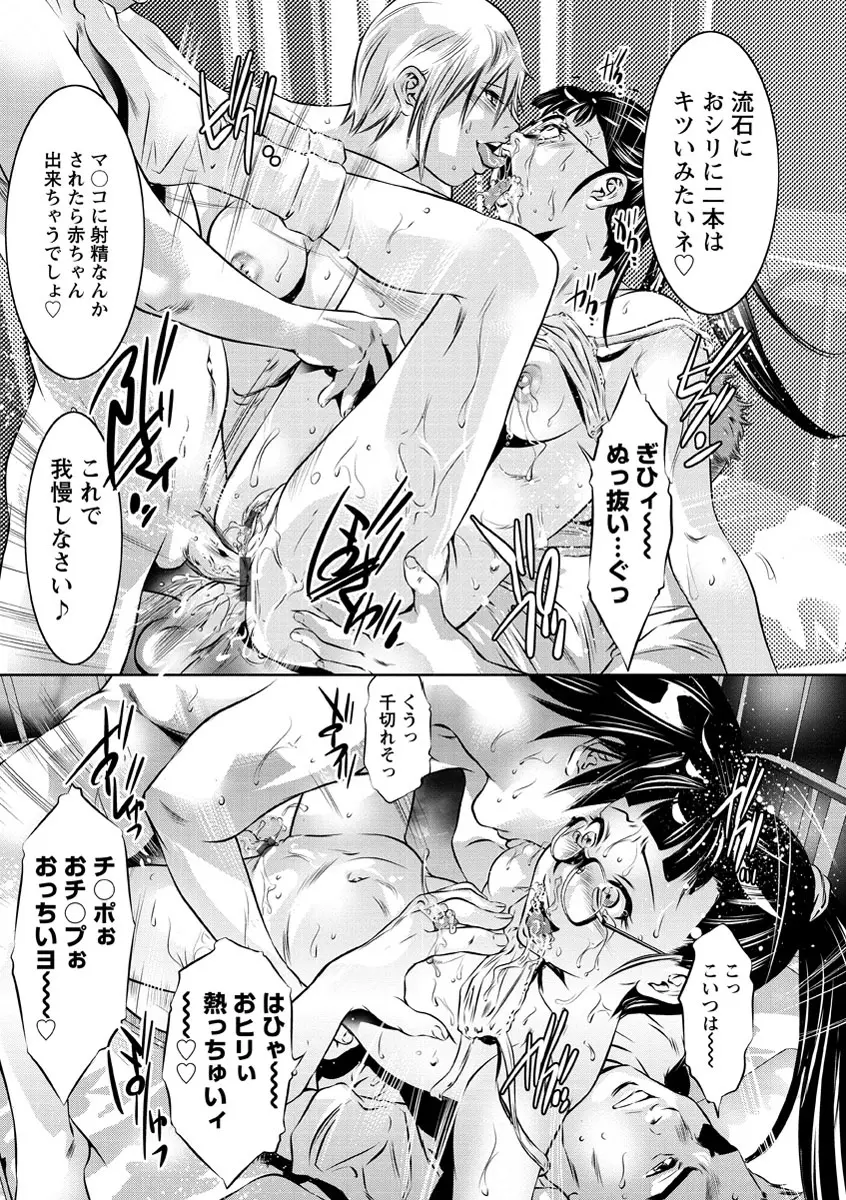 流石に
おシリに二本は
キツいみたいネ♡
マ〇コに射精なんか
されたら赤ちゃん
出来ちゃうでしょ♡
ぎひィ〜〜
ぬっ抜い…ぐっ
これで
我慢しなさい♪
くうっ
千切れそっ
こっ
こいつは〜〜
はひゃ〜〜
おヒリぃ
熱っちゅいィ
〜〜〜♡♡
チ〇ポぉ
おチ〇プぉ
おっちいヨ〜〜〜♡